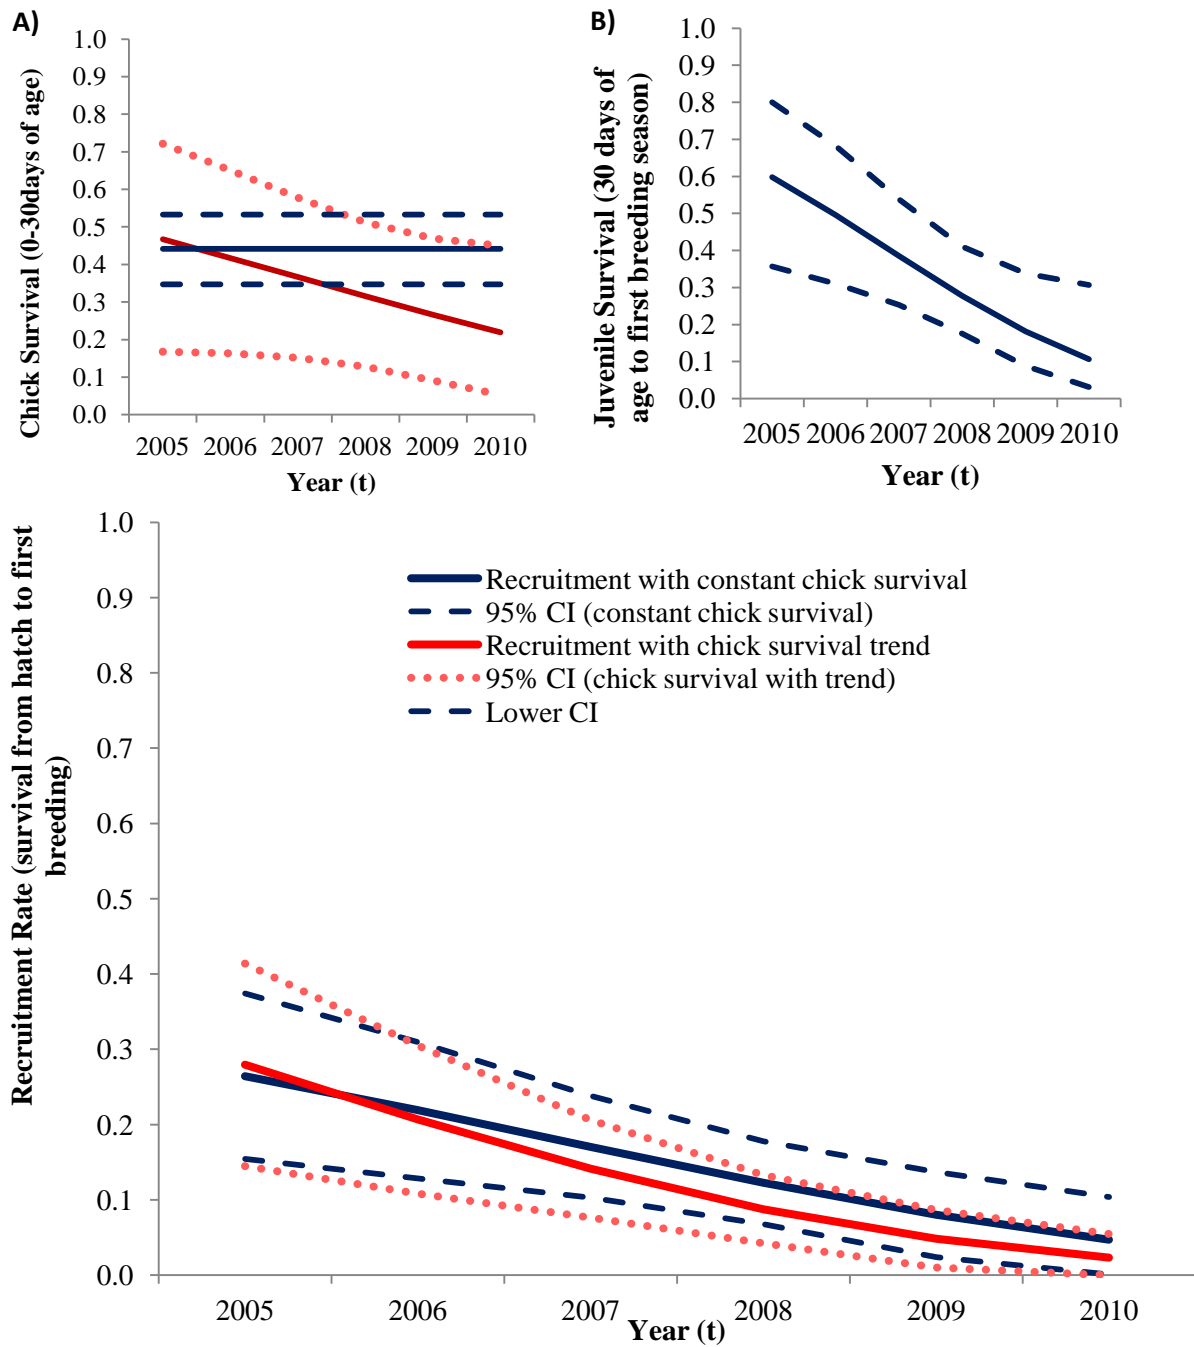 A)
Chick Survival (0-30days of age)
1.0
0.9
0.8
0.7
0.6
0.5
0.4
0.3
0.2
0.1
0.0
2005 2006 2007 2008 2009 2010
Year (t)
B)
Juvenile Survival (30 days of
age to first breeding season)
1.0
0.9
0.8
0.7
0.6
0.5
0.4
0.3
0.2
0.1
0.0
2005 2006 2007 2008 2009 2010
Year (t)
Recruitment Rate (survival from hatch to first
breeding)
1.0
0.9
0.8
0.7
0.6
0.5
0.4
0.3
0.2
0.1
0.0
Recruitment with constant chick survival
95% CI (constant chick survival)
Recruitment with chick survival trend
95% CI (chick survival with trend)
Lower CI
2005 2006 2007 2008 2009 2010
Year (t)